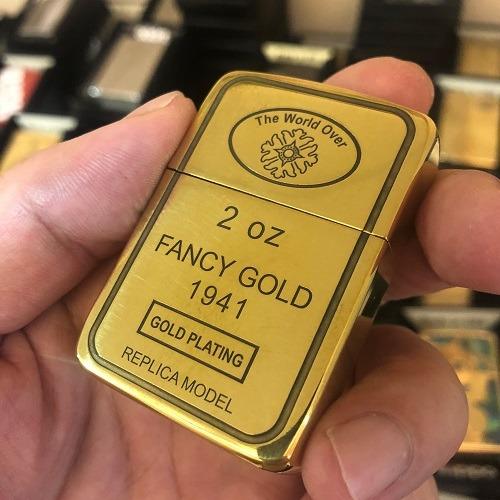 The World Over
2 oz
FANCY GOLD
1941
GOLD PLATING
REPLICA MODEL